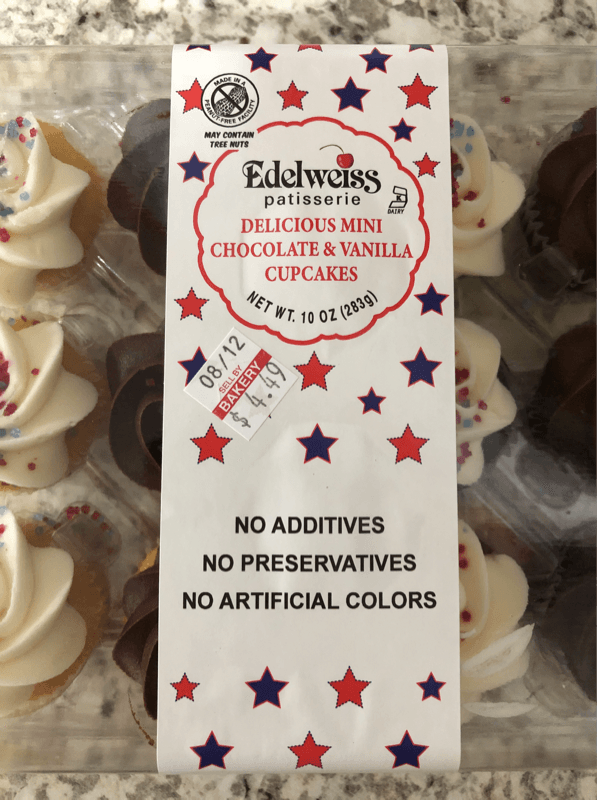 MADE IN A
PEANUT-FREE FACILITY
MAY CONTAIN
TREE NUTS
Edelweiss
patisserie
K
DAIRY
DELICIOUS MINI
CHOCOLATE & VANILLA
CUPCAKES
NET WT. 10 OZ (283g)
08/12
SELL BY
BAKERY
$ 4.49
NO ADDITIVES
NO PRESERVATIVES
NO ARTIFICIAL COLORS